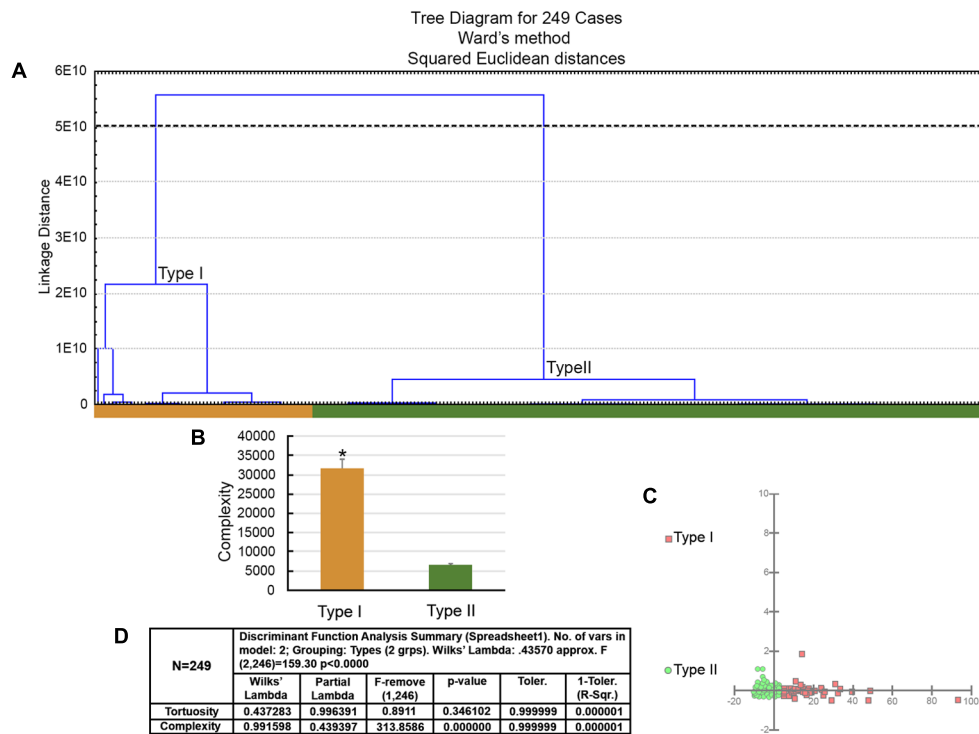 Tree Diagram for 249 Cases
Ward's method
Squared Euclidean distances
A
6E10
5E10
4E10
3E10
2E10
1E10
0
Linkage Distance
Type I
TypeII
B
40000
35000
30000
25000
20000
15000
10000
5000
0
Complexity
*
Type I
Type II
C
10
8
6
4
2
0
-2
-20
20
40
60
80
100
Type I
Type II
D
N=249
Discriminant Function Analysis Summary (Spreadsheet1). No. of vars in
model: 2; Grouping: Types (2 grps). Wilks' Lambda: .43570 approx. F
(2,246)=159.30 p<0.0000
Wilks' Lambda Partial Lambda F-remove (1,246) p-value Toler. 1-Toler. (R-Sqr.)
Tortuosity 0.437283 0.996391 0.8911 0.346102 0.999999 0.000001
Complexity 0.991598 0.439397 313.8586 0.000000 0.999999 0.000001